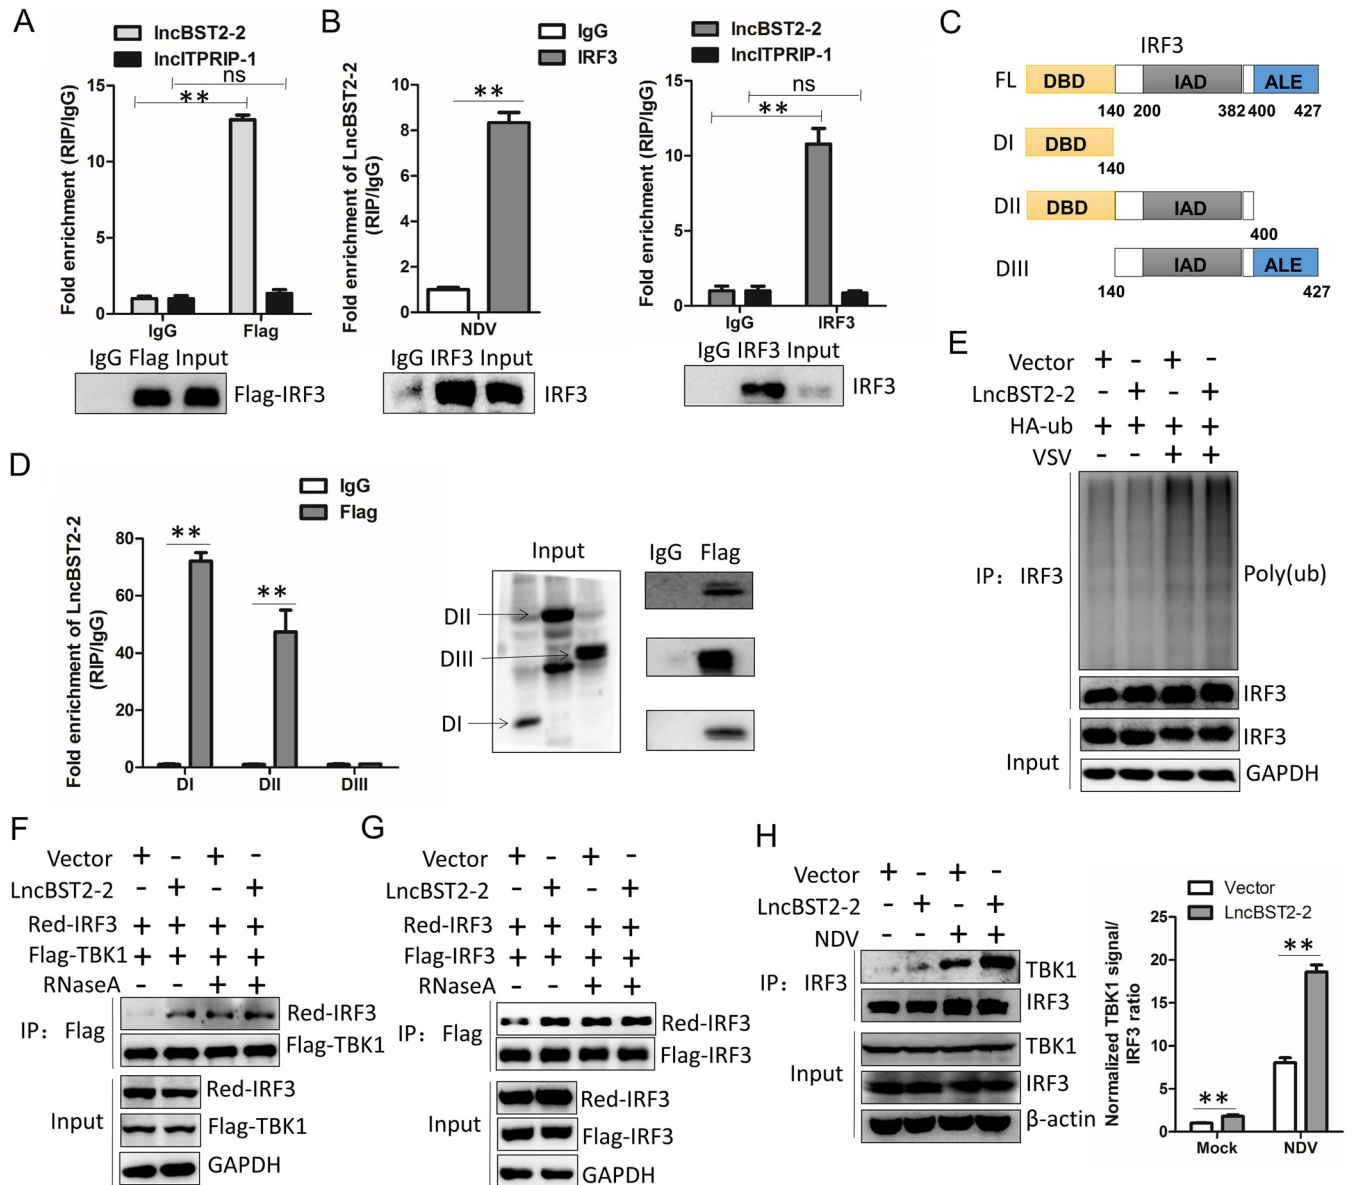 A
lncBST2-2
lncITPRIP-1
ns
**
Fold enrichment (RIP/IgG)
15
10
5
0
IgG Flag
IgG Flag Input
Flag-IRF3
B
IgG
IRF3
**
Fold enrichment of LncBST2-2
(RIP/IgG)
10
8
6
4
2
0
NDV
IgG IRF3 Input
IRF3
lncBST2-2
lncITPRIP-1
ns
**
Fold enrichment (RIP/IgG)
15
10
5
0
IgG IRF3
IgG IRF3 Input
IRF3
C
IRF3
FL DBD IAD ALE
140 200 382 400 427
DI DBD
140
DII DBD IAD
400
DIII IAD ALE
140 427
D
IgG
Flag
** **
Fold enrichment of LncBST2-2
(RIP/IgG)
80
60
40
20
0
DI DII DIII
Input
DII
DIII
DI
IgG Flag
E
Vector + - + -
LncBST2-2 - + - +
HA-ub + + + +
VSV - - + +
IP: IRF3
Poly(ub)
IRF3
Input
IRF3
GAPDH
F
Vector + - + -
LncBST2-2 - + - +
Red-IRF3 + + + +
Flag-TBK1 + + + +
RNaseA - - + +
IP: Flag
Red-IRF3
Flag-TBK1
Input
Red-IRF3
Flag-TBK1
GAPDH
G
Vector + - + -
LncBST2-2 - + - +
Red-IRF3 + + + +
Flag-IRF3 + + + +
RNaseA - - + +
IP: Flag
Red-IRF3
Flag-IRF3
Input
Red-IRF3
Flag-IRF3
GAPDH
H
Vector + - + -
LncBST2-2 - + - +
NDV - - + +
IP: IRF3
TBK1
IRF3
Input
TBK1
IRF3
β-actin
Vector
LncBST2-2
** **
Normalized TBK1 signal/
IRF3 ratio
25
20
15
10
5
0
Mock NDV